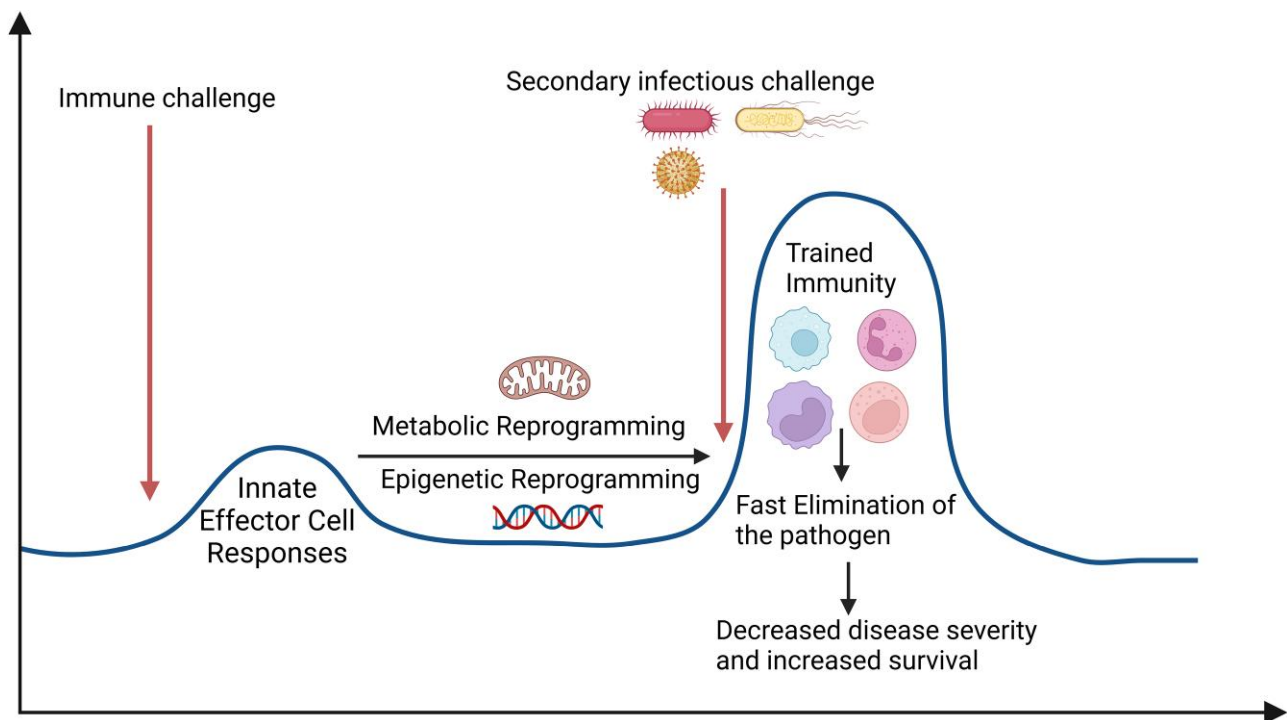 Immune challenge
Secondary infectious challenge
Trained
Immunity
Metabolic Reprogramming
Epigenetic Reprogramming
Innate
Effector Cell
Responses
Fast Elimination of
the pathogen
Decreased disease severity
and increased survival